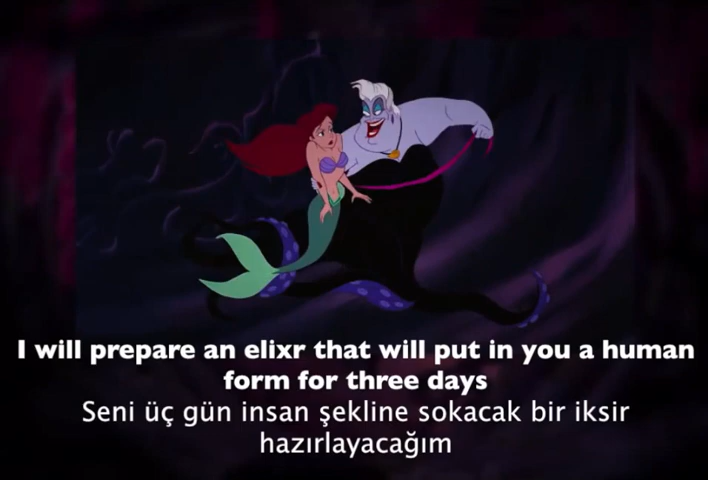 I will prepare an elixr that will put in you a human
form for three days
Seni üç gün insan şekline sokacak bir iksir
hazırlayacağım